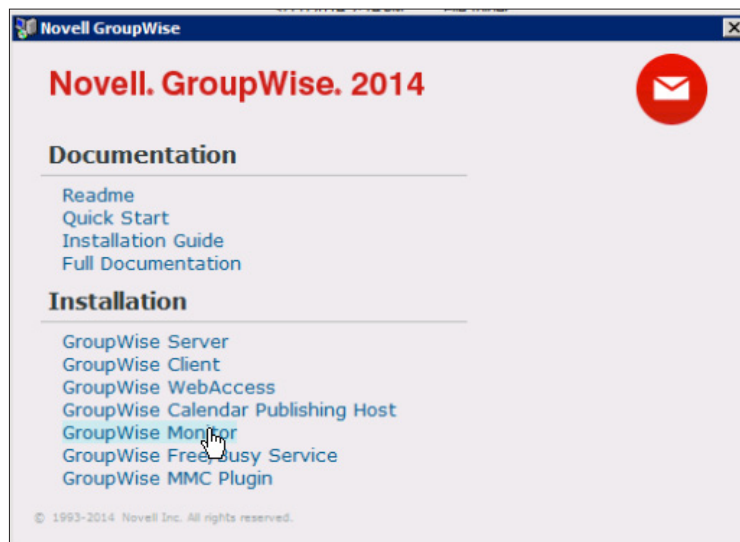 Novell GroupWise
Novell. GroupWise. 2014
Documentation
Readme
Quick Start
Installation Guide
Full Documentation
Installation
GroupWise Server
GroupWise Client
GroupWise WebAccess
GroupWise Calendar Publishing Host
GroupWise Monitor
GroupWise Free/Busy Service
GroupWise MMC Plugin
© 1993-2014 Novell Inc. All rights reserved.